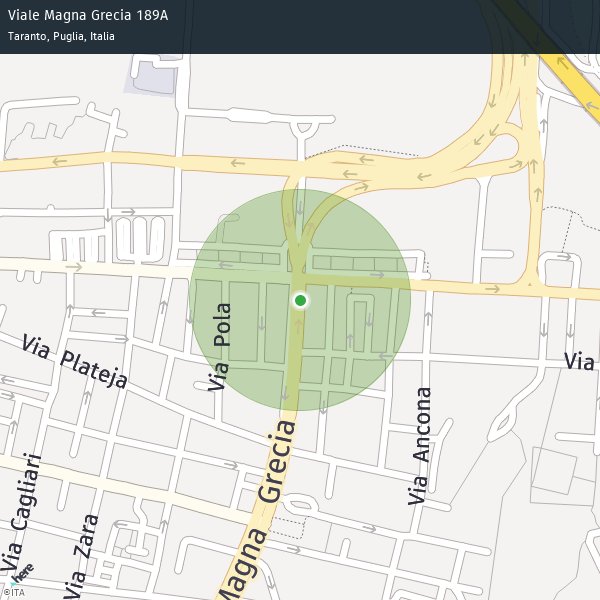 Viale Magna Grecia 189A
Taranto, Puglia, Italia
Via Pola
Via Plateja
Via
Via Ancona
Magna Grecia
Via Cagliari
Via Zara
here
©ITA